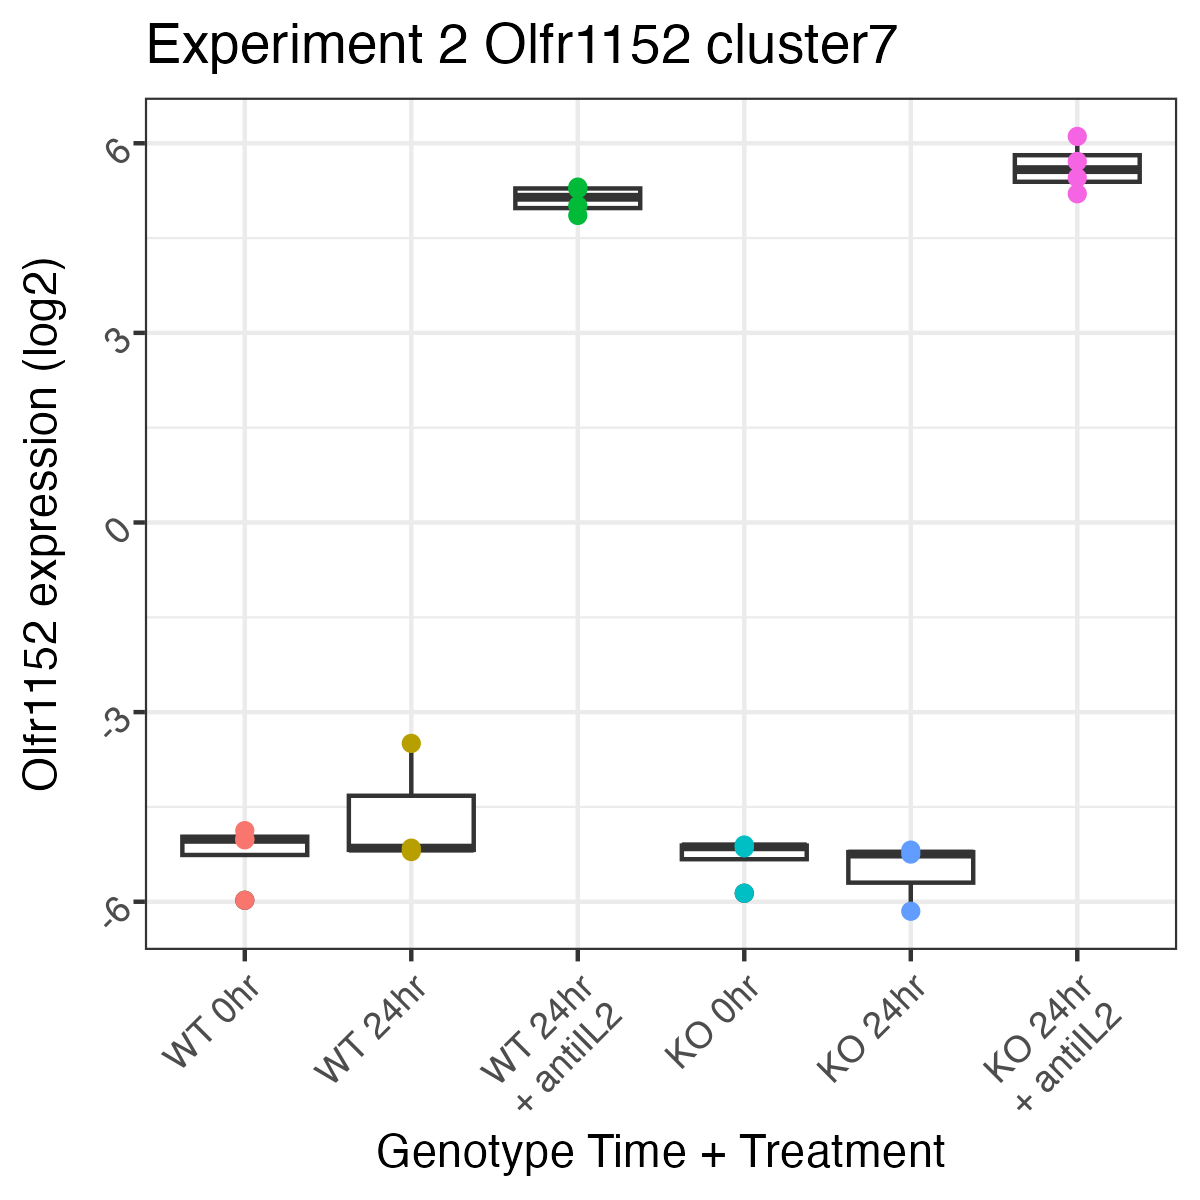 Experiment 2 Olfr1152 cluster7
Olfr1152 expression (log2)
6
3
0
-3
-6
WT 0hr
WT 24hr
WT 24hr
+ antiIL2
KO 0hr
KO 24hr
KO 24hr
+ antiIL2
Genotype Time + Treatment